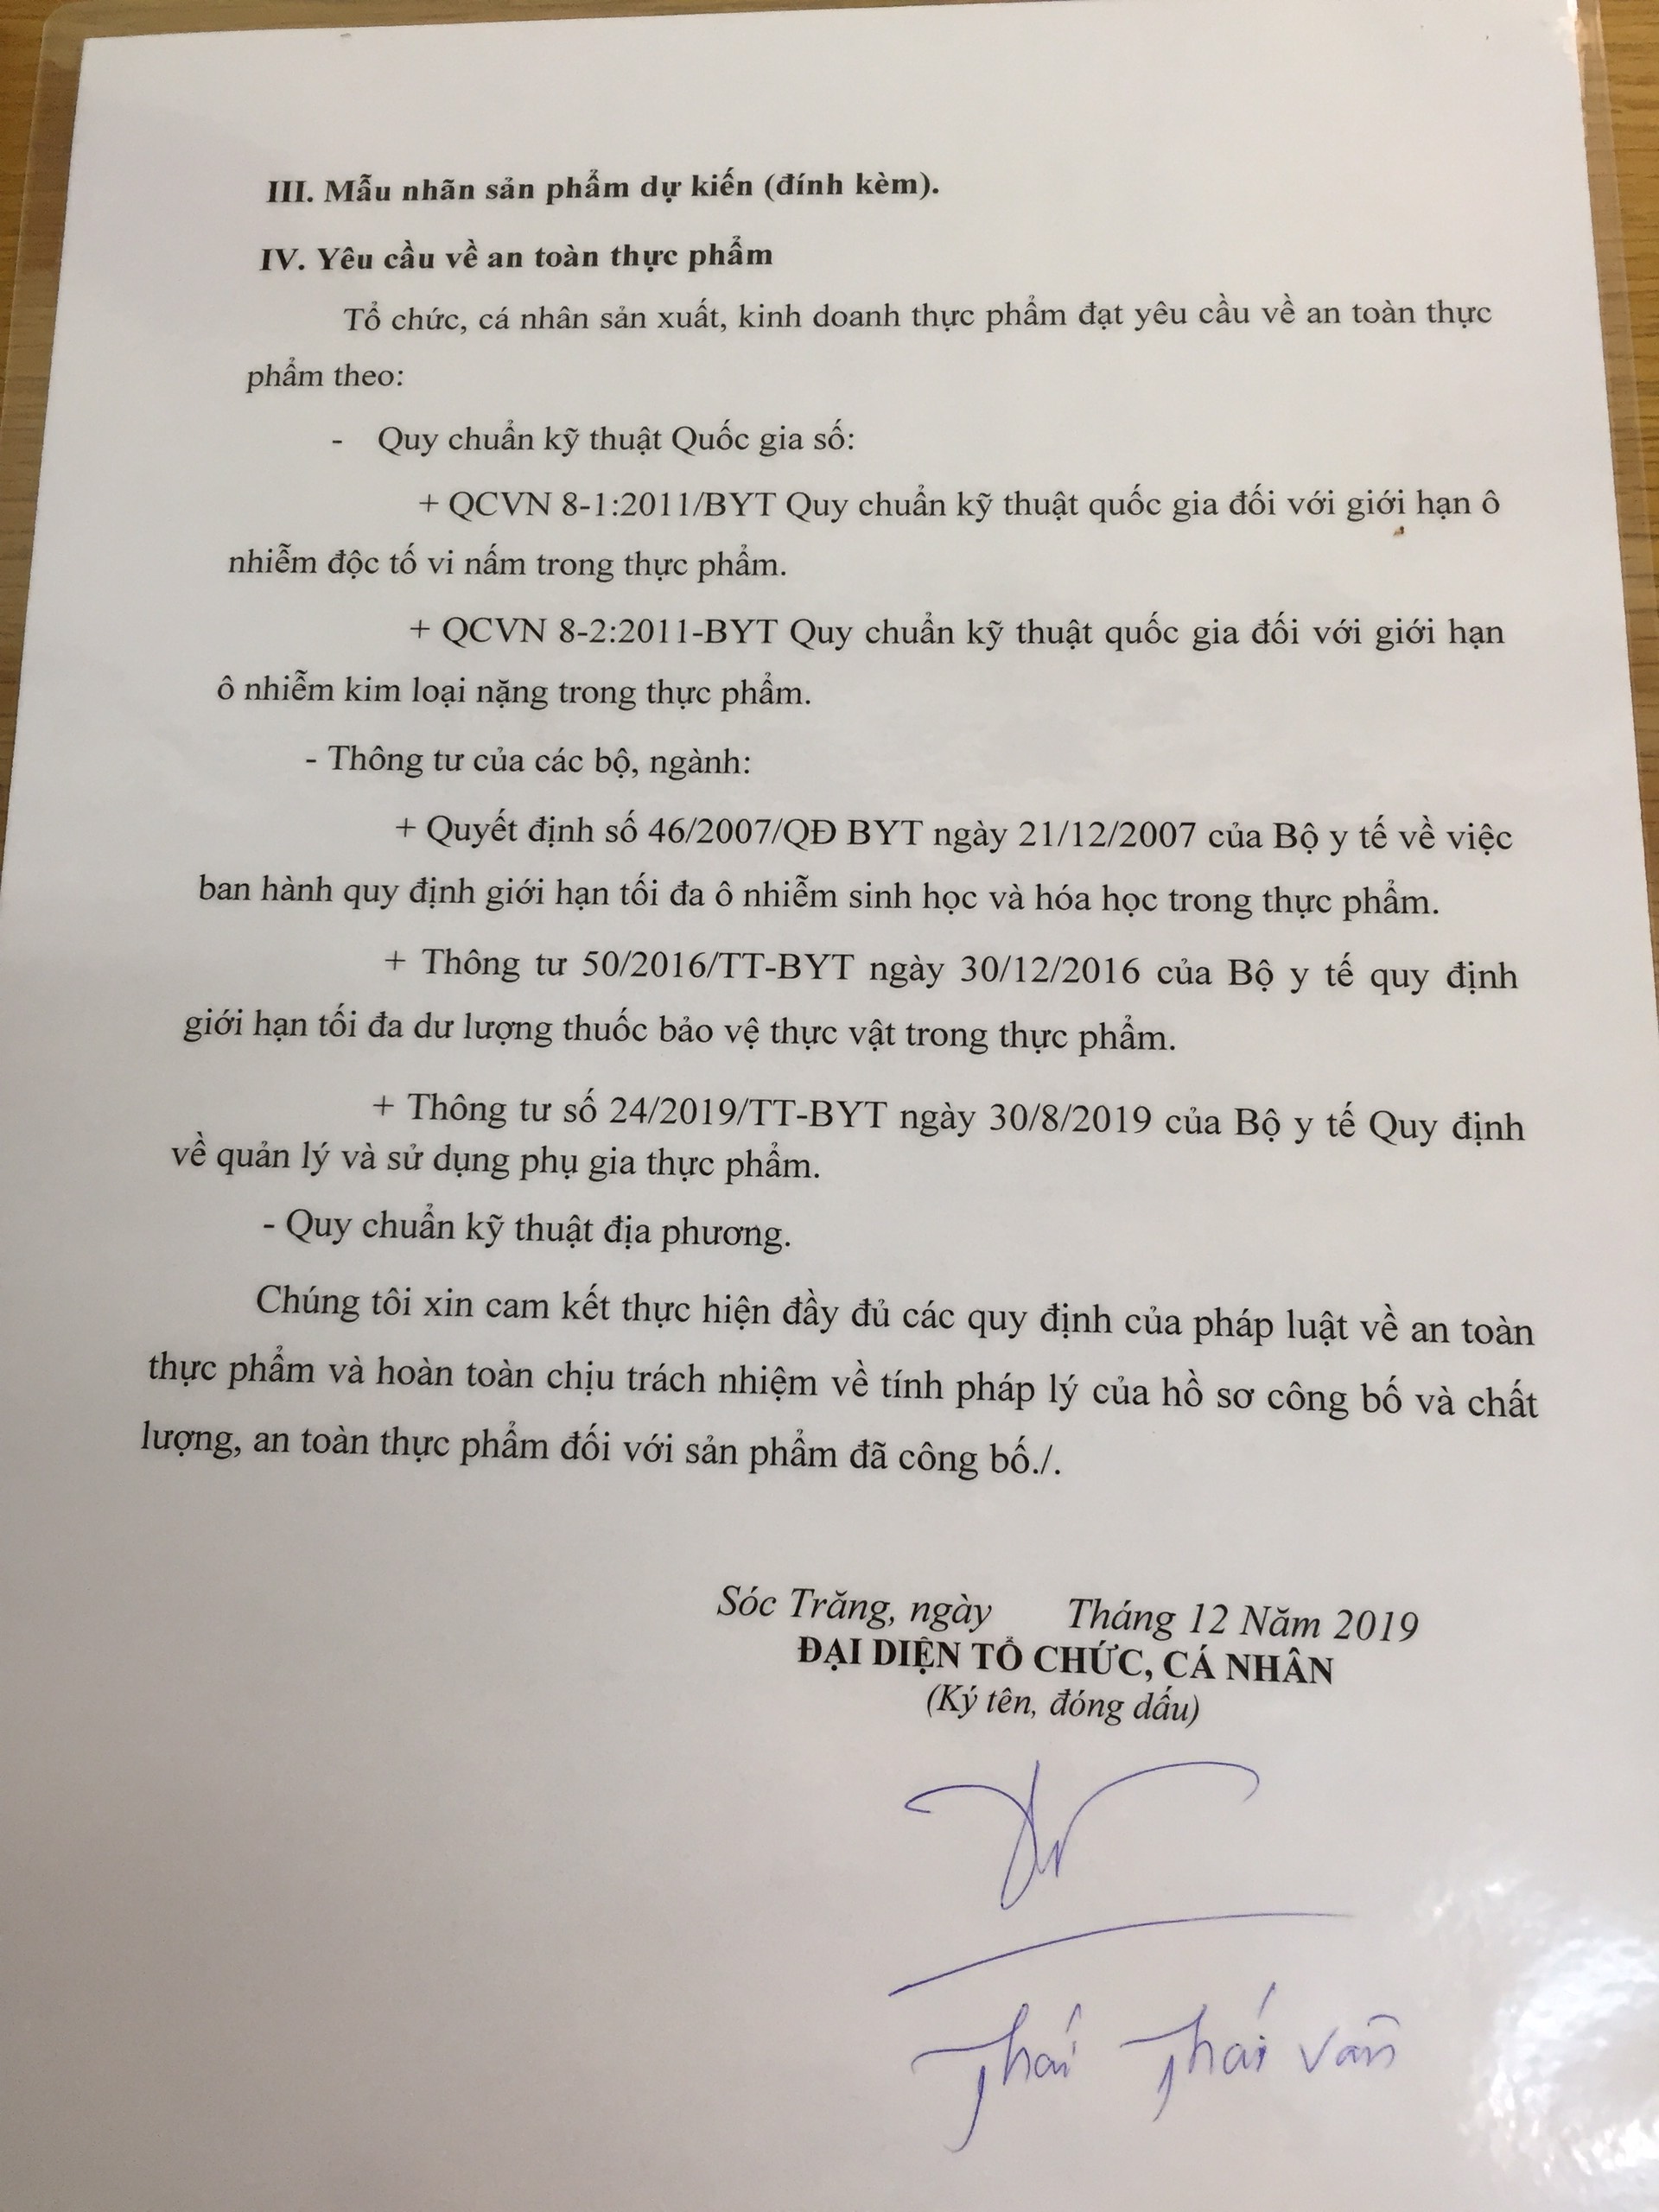 III. Mẫu nhãn sản phẩm dự kiến (đính kèm).
IV. Yêu cầu về an toàn thực phẩm
Tổ chức, cá nhân sản xuất, kinh doanh thực phẩm đạt yêu cầu về an toàn thực
phẩm theo:
- Quy chuẩn kỹ thuật Quốc gia số:
+ QCVN 8-1:2011/BYT Quy chuẩn kỹ thuật quốc gia đối với giới hạn ô
nhiễm độc tố vi nấm trong thực phẩm.
+ QCVN 8-2:2011-BYT Quy chuẩn kỹ thuật quốc gia đối với giới hạn
ô nhiễm kim loại nặng trong thực phẩm.
- Thông tư của các bộ, ngành:
+ Quyết định số 46/2007/QĐ BYT ngày 21/12/2007 của Bộ y tế về việc
ban hành quy định giới hạn tối đa ô nhiễm sinh học và hóa học trong thực phẩm.
+ Thông tư 50/2016/TT-BYT ngày 30/12/2016 của Bộ y tế quy định
giới hạn tối đa dư lượng thuốc bảo vệ thực vật trong thực phẩm.
+ Thông tư số 24/2019/TT-BYT ngày 30/8/2019 của Bộ y tế Quy định
về quản lý và sử dụng phụ gia thực phẩm.
- Quy chuẩn kỹ thuật địa phương.
Chúng tôi xin cam kết thực hiện đầy đủ các quy định của pháp luật về an toàn
thực phẩm và hoàn toàn chịu trách nhiệm về tính pháp lý của hồ sơ công bố và chất
lượng, an toàn thực phẩm đối với sản phẩm đã công bố./.
Sóc Trăng, ngày Tháng 12 Năm 2019
ĐẠI DIỆN TỔ CHỨC, CÁ NHÂN
(Ký tên, đóng dấu)
Thái Thái Vân